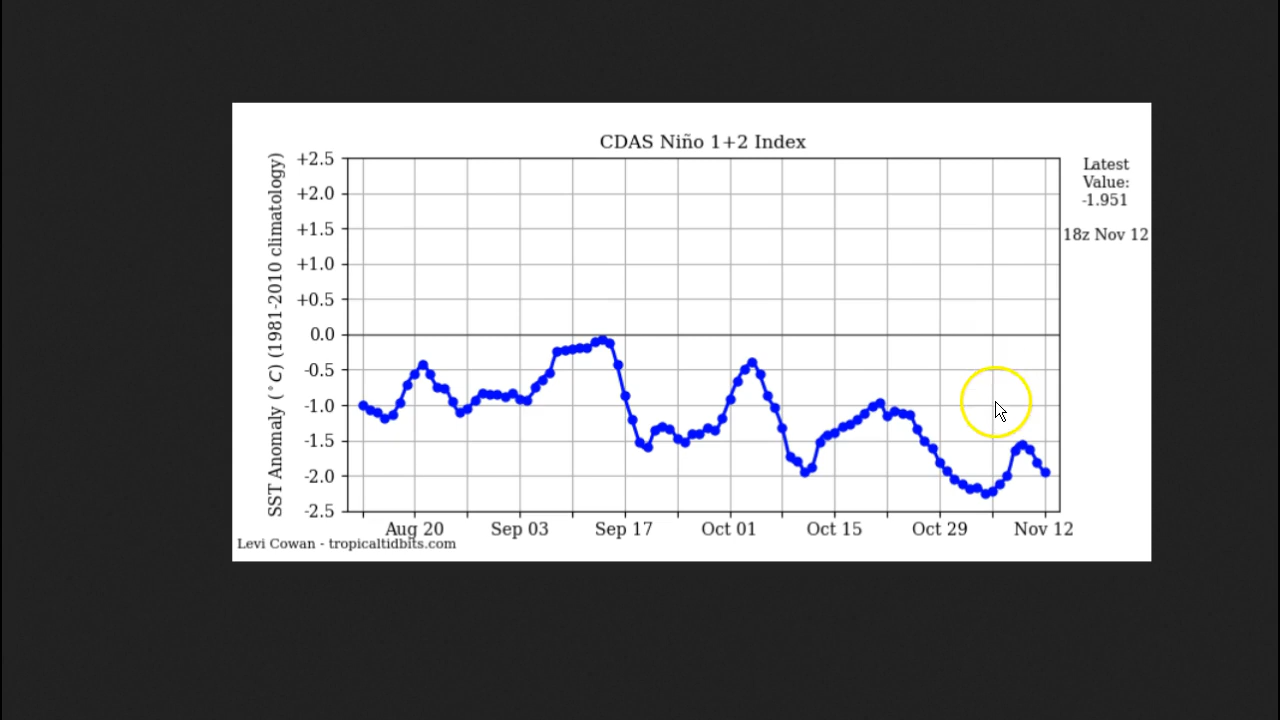 CDAS Niño 1+2 Index
SST Anomaly (°C) (1981-2010 climatology)
+2.5
+2.0
+1.5
+1.0
+0.5
0.0
-0.5
-1.0
-1.5
-2.0
-2.5
Aug 20
Sep 03
Sep 17
Oct 01
Oct 15
Oct 29
Nov 12
Latest
Value:
-1.951
18z Nov 12
Levi Cowan - tropicaltidbits.com